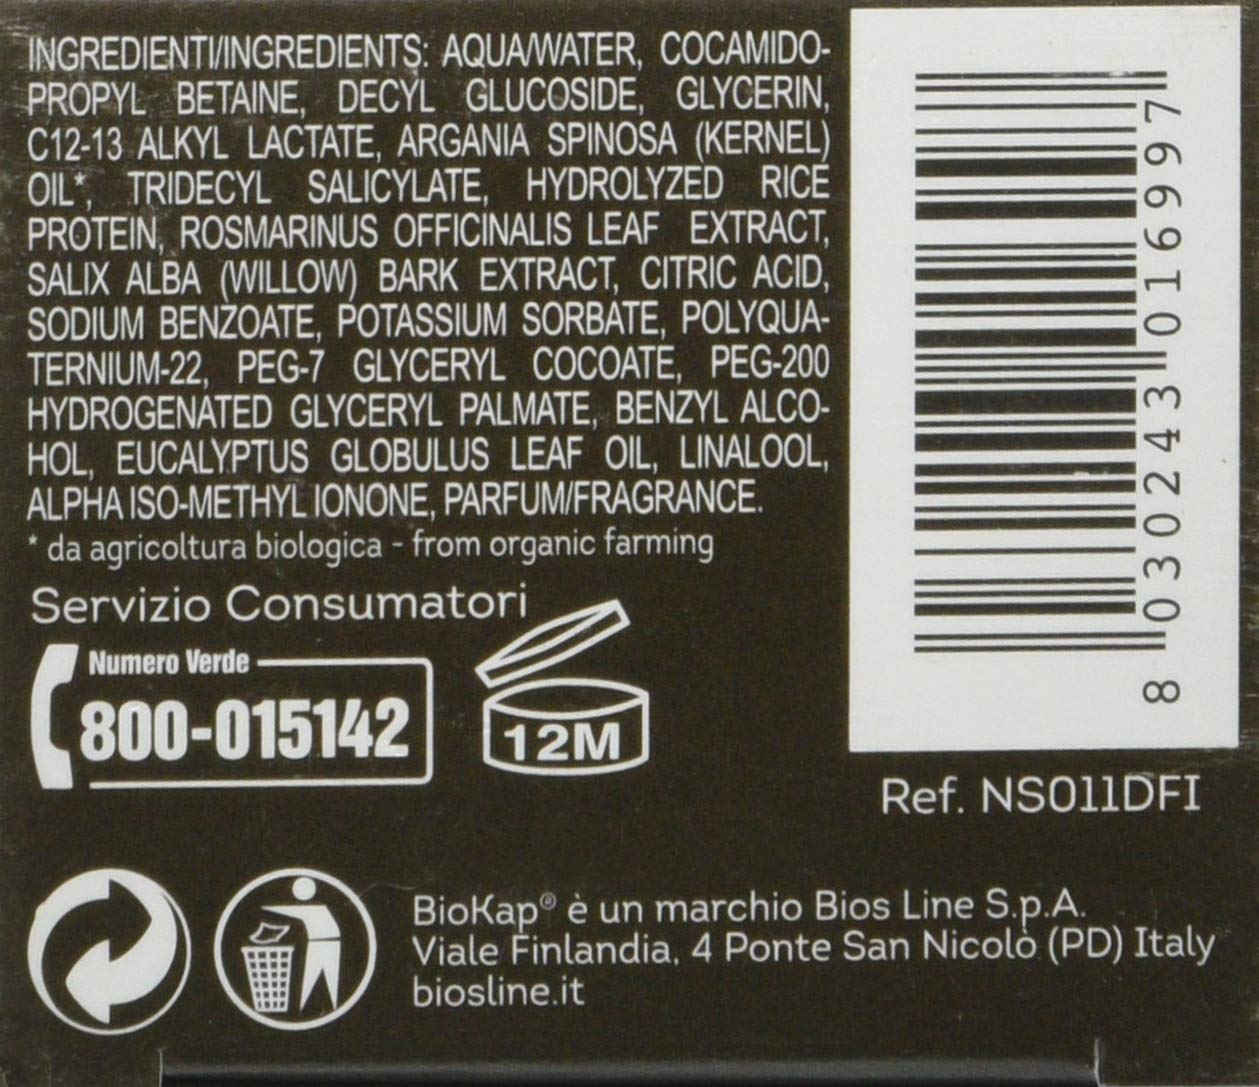 INGREDIENTI/INGREDIENTS: AQUA/WATER, COCAMIDO-
PROPYL BETAINE, DECYL GLUCOSIDE, GLYCERIN,
C12-13 ALKYL LACTATE, ARGANIA SPINOSA (KERNEL)
OIL*, TRIDECYL SALICYLATE, HYDROLYZED RICE
PROTEIN, ROSMARINUS OFFICINALIS LEAF EXTRACT,
SALIX ALBA (WILLOW) BARK EXTRACT, CITRIC ACID,
SODIUM BENZOATE, POTASSIUM SORBATE, POLYQUA-
TERNIUM-22, PEG-7 GLYCERYL COCOATE, PEG-200
HYDROGENATED GLYCERYL PALMATE, BENZYL ALCO-
HOL, EUCALYPTUS GLOBULUS LEAF OIL, LINALOOL,
ALPHA ISO-METHYL IONONE, PARFUM/FRAGRANCE.
* da agricoltura biologica - from organic farming
Servizio Consumatori
Numero Verde
800-015142
12M
8 030243 016997
Ref. NS011DFI
BioKap® è un marchio Bios Line S.p.A.
Viale Finlandia, 4 Ponte San Nicolò (PD) Italy
biosline.it